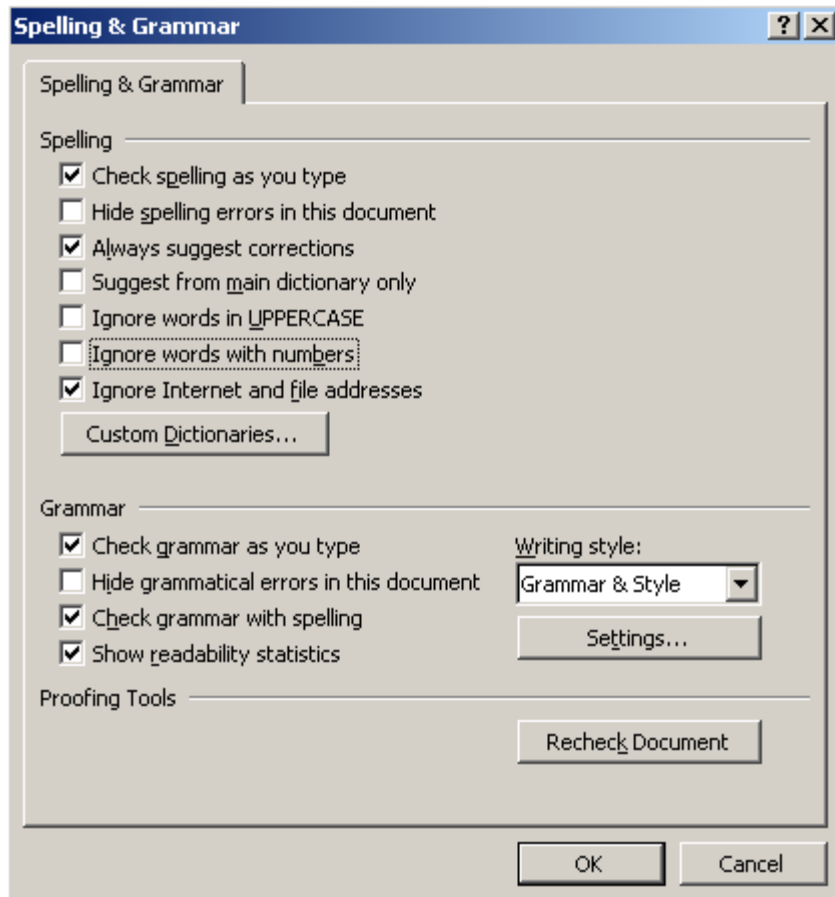 Spelling & Grammar
Spelling & Grammar
Spelling
Check spelling as you type
Hide spelling errors in this document
Always suggest corrections
Suggest from main dictionary only
Ignore words in UPPERCASE
Ignore words with numbers
Ignore Internet and file addresses
Custom Dictionaries...
Grammar
Check grammar as you type
Writing style:
Hide grammatical errors in this document
Grammar & Style
Check grammar with spelling
Settings...
Show readability statistics
Proofing Tools
Recheck Document
OK
Cancel